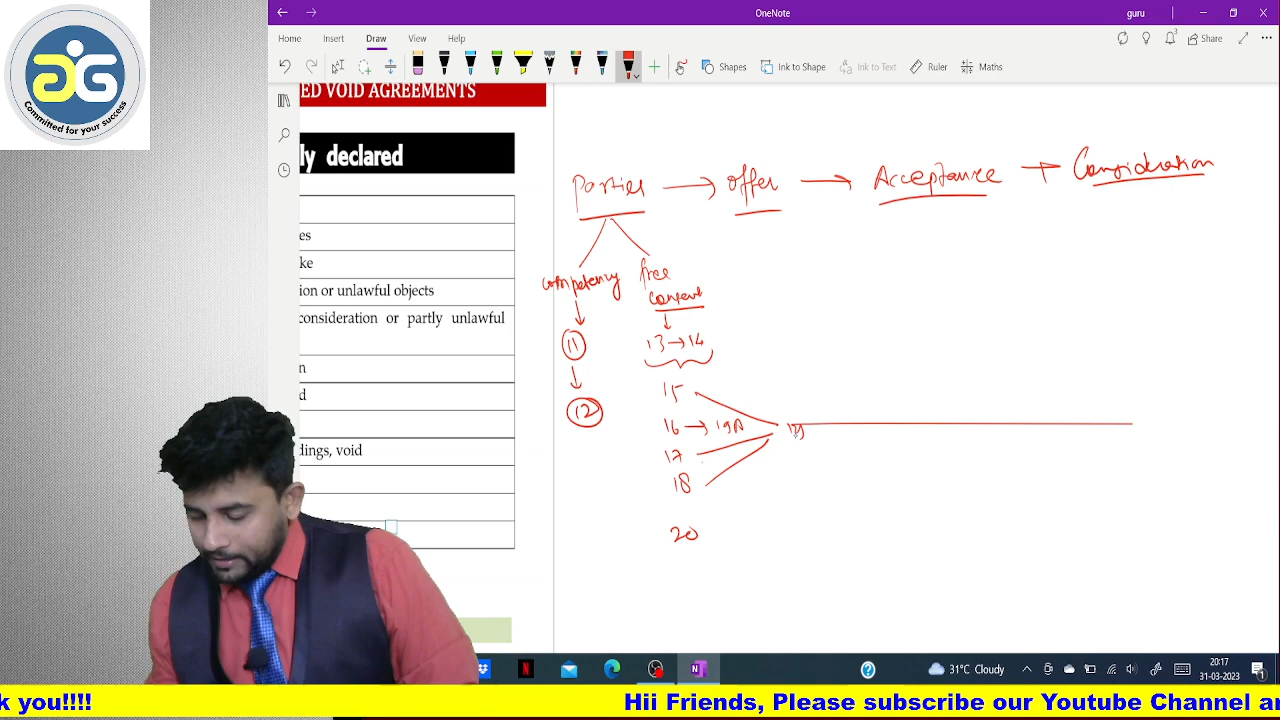 OneNote
guru
Home Insert Draw View Help
Share
Shapes Ink to Shape Ink to Text Ruler Maths
GG
Committed for your success
ED VOID AGREEMENTS
ly declared
es
ke
ion or unlawful objects
consideration or partly unlawful
n
d
dings, void
Parties → Offer → Acceptance → Consideration
competency free
consent
11 13 → 14
12 15
16 → 19A 19
17
18
20
31°C Cloudy
20:17
31-03-2023
k you!!!! Hii Friends, Please subscribe our Youtube Channel a